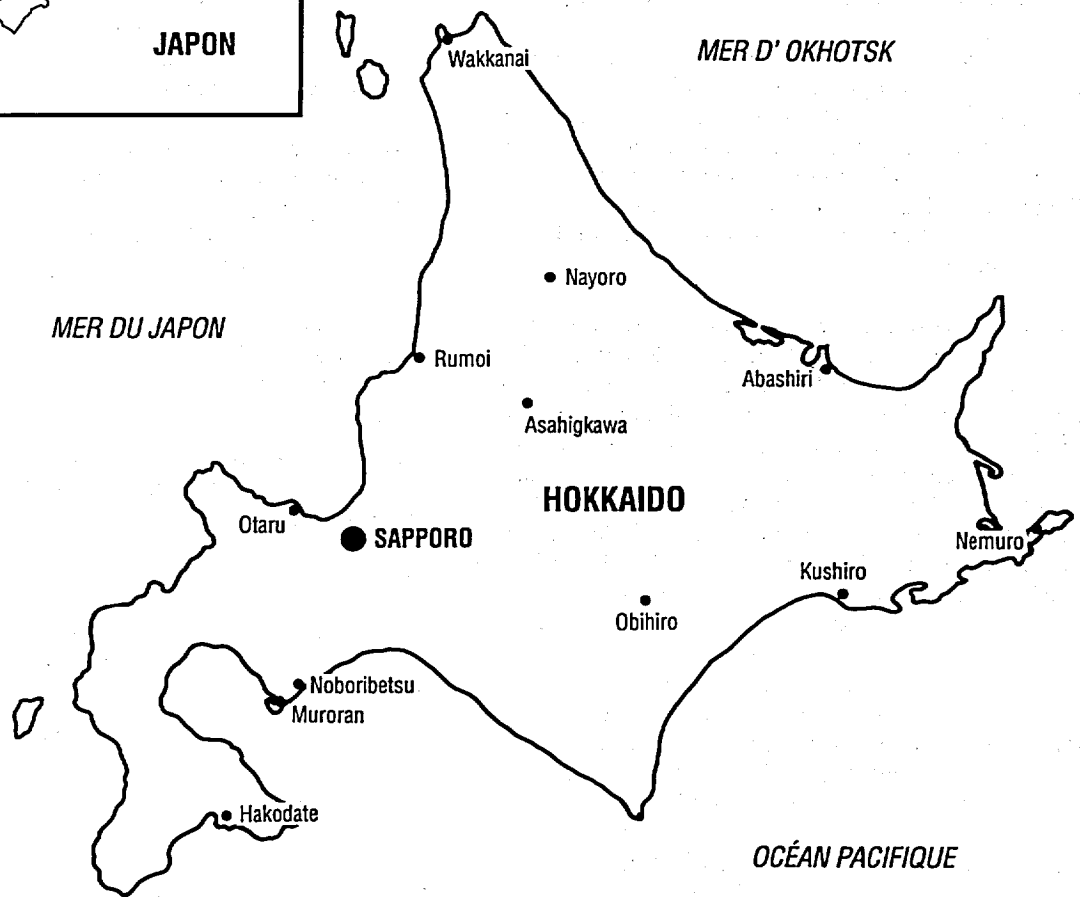 JAPON
MER D' OKHOTSK
Wakkanai
Nayoro
MER DU JAPON
Rumoi
Abashiri
Asahigkawa
HOKKAIDO
Otaru
SAPPORO
Nemuro
Kushiro
Obihiro
Noboribetsu
Muroran
Hakodate
OCÉAN PACIFIQUE